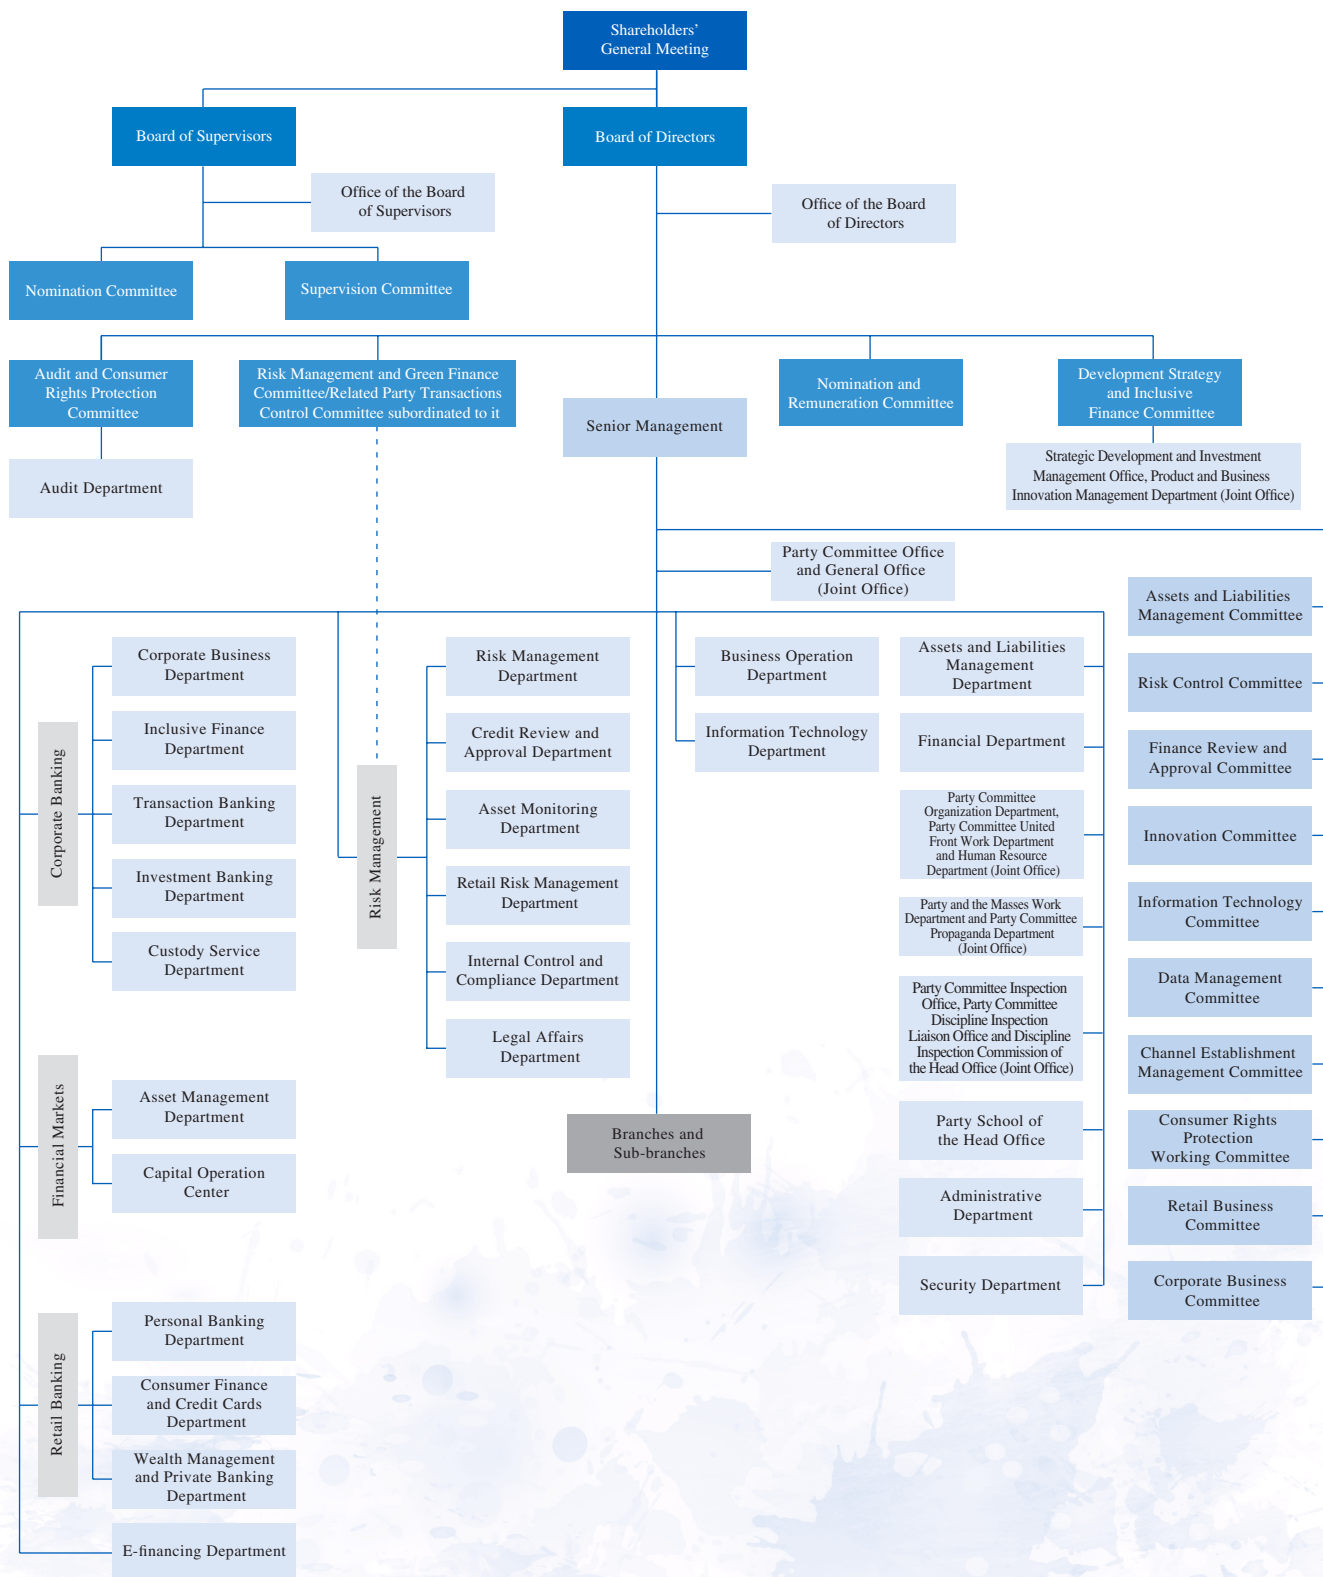 Shareholders'
General Meeting
Board of Supervisors
Board of Directors
Office of the Board
of Supervisors
Office of the Board
of Directors
Nomination Committee
Supervision Committee
Audit and Consumer
Rights Protection
Committee
Risk Management and Green Finance
Committee/Related Party Transactions
Control Committee subordinated to it
Senior Management
Nomination and
Remuneration Committee
Development Strategy
and Inclusive
Finance Committee
Audit Department
Strategic Development and Investment
Management Office, Product and Business
Innovation Management Department (Joint Office)
Party Committee Office
and General Office
(Joint Office)
Corporate Banking
Corporate Business
Department
Inclusive Finance
Department
Transaction Banking
Department
Investment Banking
Department
Custody Service
Department
Financial Markets
Asset Management
Department
Capital Operation
Center
Retail Banking
Personal Banking
Department
Consumer Finance
and Credit Cards
Department
Wealth Management
and Private Banking
Department
E-financing Department
Risk Management
Risk Management
Department
Credit Review and
Approval Department
Asset Monitoring
Department
Retail Risk Management
Department
Internal Control and
Compliance Department
Legal Affairs
Department
Branches and
Sub-branches
Business Operation
Department
Information Technology
Department
Assets and Liabilities
Management
Department
Financial Department
Party Committee
Organization Department,
Party Committee United
Front Work Department
and Human Resource
Department (Joint Office)
Party and the Masses Work
Department and Party Committee
Propaganda Department
(Joint Office)
Party Committee Inspection
Office, Party Committee
Discipline Inspection
Liaison Office and Discipline
Inspection Commission of
the Head Office (Joint Office)
Party School of
the Head Office
Administrative
Department
Security Department
Assets and Liabilities
Management Committee
Risk Control Committee
Finance Review and
Approval Committee
Innovation Committee
Information Technology
Committee
Data Management
Committee
Channel Establishment
Management Committee
Consumer Rights
Protection
Working Committee
Retail Business
Committee
Corporate Business
Committee